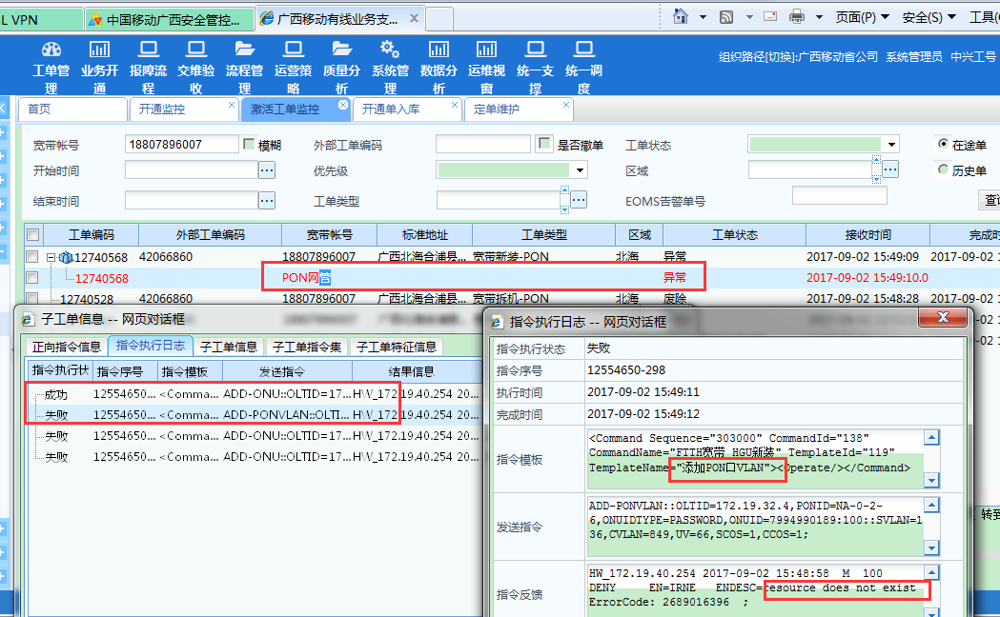 L VPN
中国移动广西安全管控...
广西移动有线业务支...
页面(P)
安全(S)
工具(
工单管理
业务开通
报障流程
交维验收
流程管理
运营策略
质量分析
系统管理
数据分析
运维视窗
统一支撑
统一调度
组织路径[切换]:广西移动省公司 系统管理员 中兴工号
首页 开通监控 激活工单监控 开通单入库 定单维护
宽带帐号 18807896007 模糊 外部工单编码 是否撤单 工单状态 在途单
开始时间 优先级 区域 历史单
结束时间 工单类型 EOMS告警单号
工单编码 外部工单编码 宽带帐号 标准地址 工单类型 区域 工单状态 接收时间 完成时
12740568 42066860 18807896007 广西北海合浦县... 宽带新装-PON 北海 异常 2017-09-02 15:49:09 2017-09-02 1
12740568 PON网管 异常 2017-09-02 15:49:10.0
12740528 42066860 18807896007 广西北海合浦县... 宽带拆机-PON 北海 废除 2017-09-02 15:48:28 2017-09-02 1
子工单信息 -- 网页对话框
正向指令信息 指令执行日志 子工单信息 子工单指令集 子工单特征信息
指令执行状 指令序号 指令模板 发送指令 结果信息
成功 12554650... <Comma... ADD-ONU::OLTID=17... HW_172.19.40.254 20...
失败 12554650... <Comma... ADD-PONVLAN::OLTI... HW_172.19.40.254 20...
失败 12554650... <Comma... ADD-PONVLAN::OLTID=17... HW_172.19.40.254 20...
失败 12554650... <Comma... ADD-PONVLAN::OLTID=17... HW_172.19.40.254 20...
指令执行日志 -- 网页对话框
指令执行状态 失败
指令序号 12554650-298
执行时间 2017-09-02 15:49:11
完成时间 2017-09-02 15:49:12
指令模板
<Command Sequence="303000" CommandId="138"
CommandName="FTTH宽带_HGU新装" TemplateId="119"
TemplateName="添加PON口VLAN"><Operate/></Command>
发送指令
ADD-PONVLAN::OLTID=172.19.32.4,PONID=NA-0-2-
6,ONUIDTYPE=PASSWORD,ONUID=7994990189:100::SVLAN=1
36,CVLAN=849,UV=66,SCOS=1,CCOS=1;
指令反馈
HW_172.19.40.254 2017-09-02 15:48:58 M 100
DENY EN=IRNE ENDESC=resource does not exist
ErrorCode: 2689016396 ;
转到